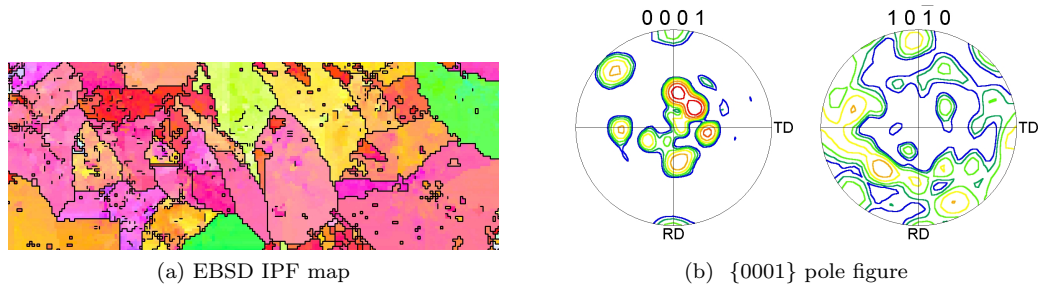 0 0 0 1
1 0 1̄ 0
TD
TD
RD
RD
(a) EBSD IPF map
(b) {0001} pole figure